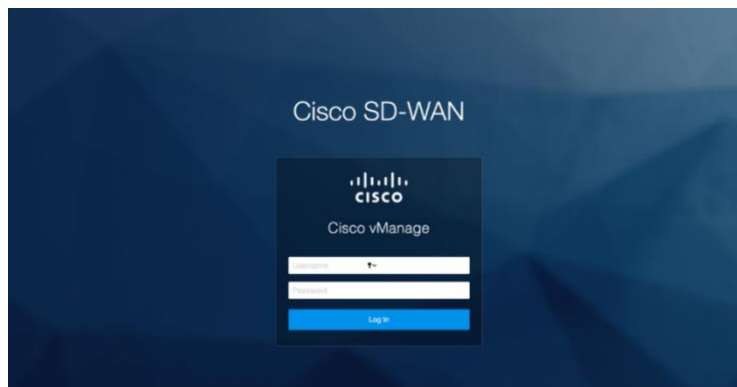 Cisco SD-WAN
CISCO
Cisco vManage
Username
Password
Log In